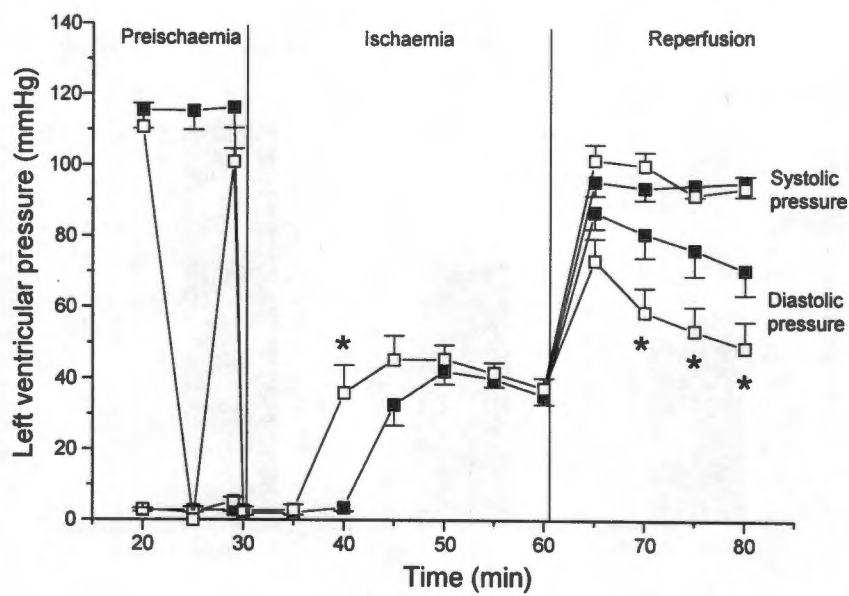 Preischaemia
Ischaemia
Reperfusion
Left ventricular pressure (mmHg)
140
120
100
80
60
40
20
0
Systolic
pressure
Diastolic
pressure
*
*
*
*
20
30
40
50
60
70
80
Time (min)